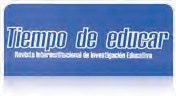 Tiempo de educar
Revista Interinstitucional de Investigación Educativa